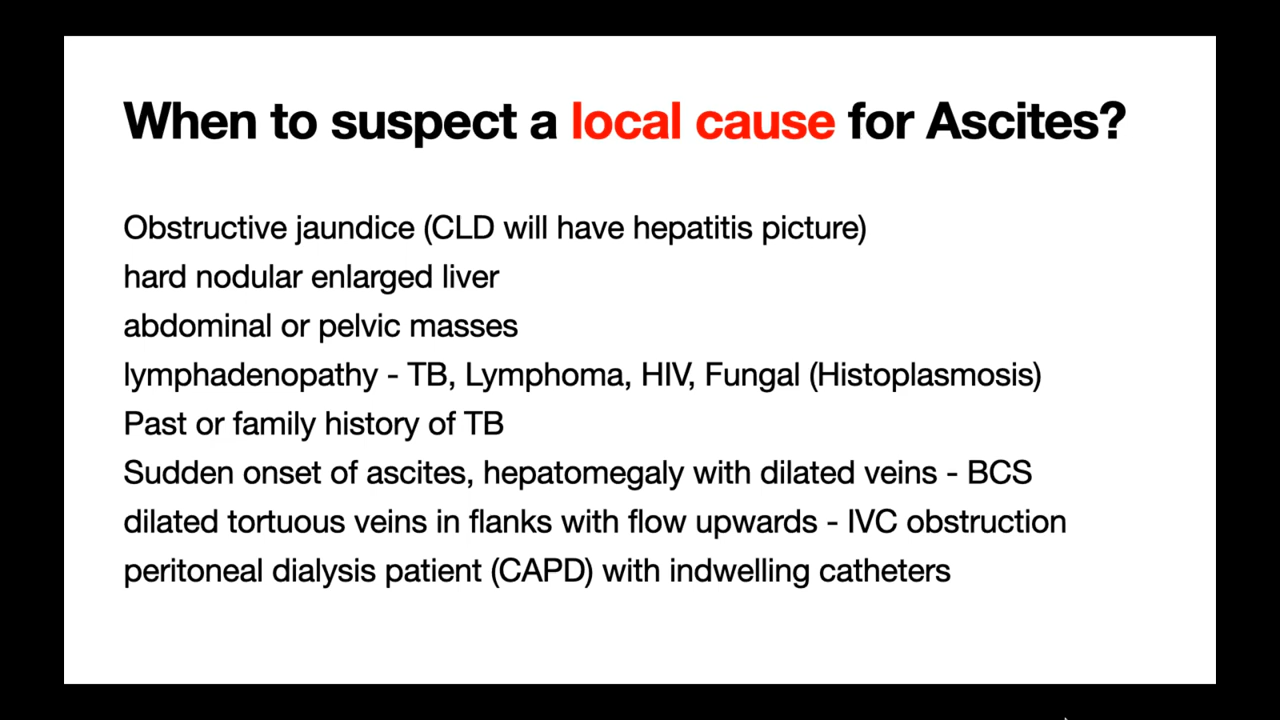 When to suspect a local cause for Ascites?
Obstructive jaundice (CLD will have hepatitis picture)
hard nodular enlarged liver
abdominal or pelvic masses
lymphadenopathy - TB, Lymphoma, HIV, Fungal (Histoplasmosis)
Past or family history of TB
Sudden onset of ascites, hepatomegaly with dilated veins - BCS
dilated tortuous veins in flanks with flow upwards - IVC obstruction
peritoneal dialysis patient (CAPD) with indwelling catheters